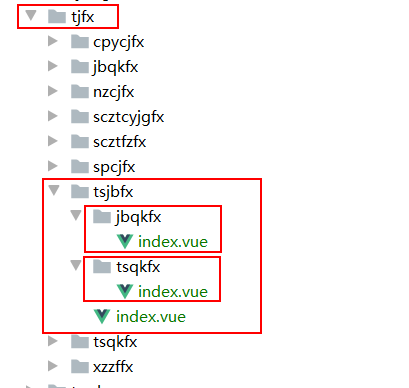 tjfx
cpycjfx
jbqkfx
nzcjfx
scztcyjgfx
scztfzfx
spcjfx
tsjbfx
jbqkfx
index.vue
tsqkfx
index.vue
index.vue
tsqkfx
xzzffx